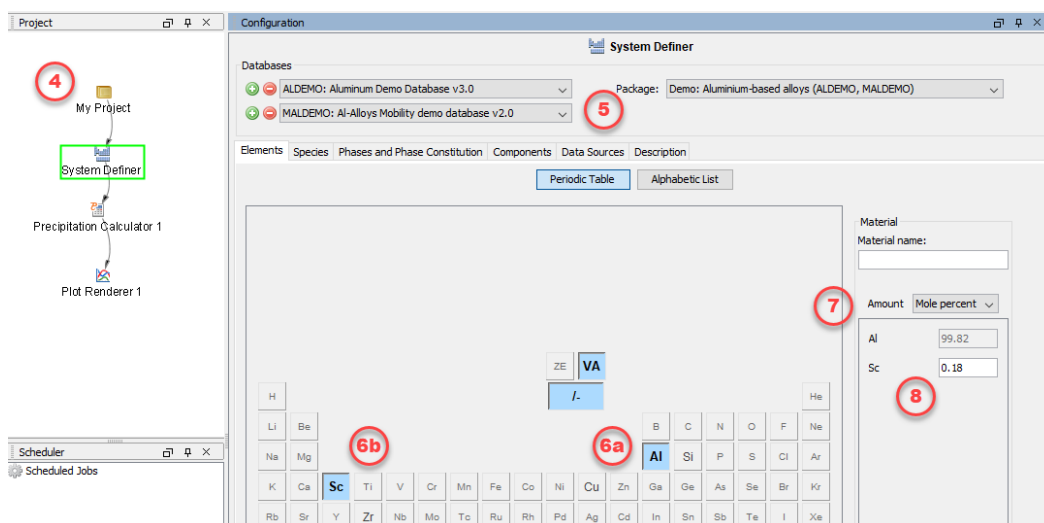 Project
4
My Project
System Definer
Precipitation Calculator 1
Plot Renderer 1
Scheduler
Scheduled Jobs
Configuration
System Definer
Databases
ALDEMO: Aluminum Demo Database v3.0
Package: Demo: Aluminium-based alloys (ALDEMO, MALDEMO)
MALDEMO: Al-Alloys Mobility demo database v2.0
5
Elements Species Phases and Phase Constitution Components Data Sources Description
Periodic Table Alphabetic List
ZE VA
H /- He
Li Be B C N O F Ne
6b 6a
Na Mg Al Si P S Cl Ar
K Ca Sc Ti V Cr Mn Fe Co Ni Cu Zn Ga Ge As Se Br Kr
Rb Sr Y Zr Nb Mo Tc Ru Rh Pd Ag Cd In Sn Sb Te I Xe
Material
Material name:
7
Amount Mole percent
Al 99.82
Sc 0.18
8